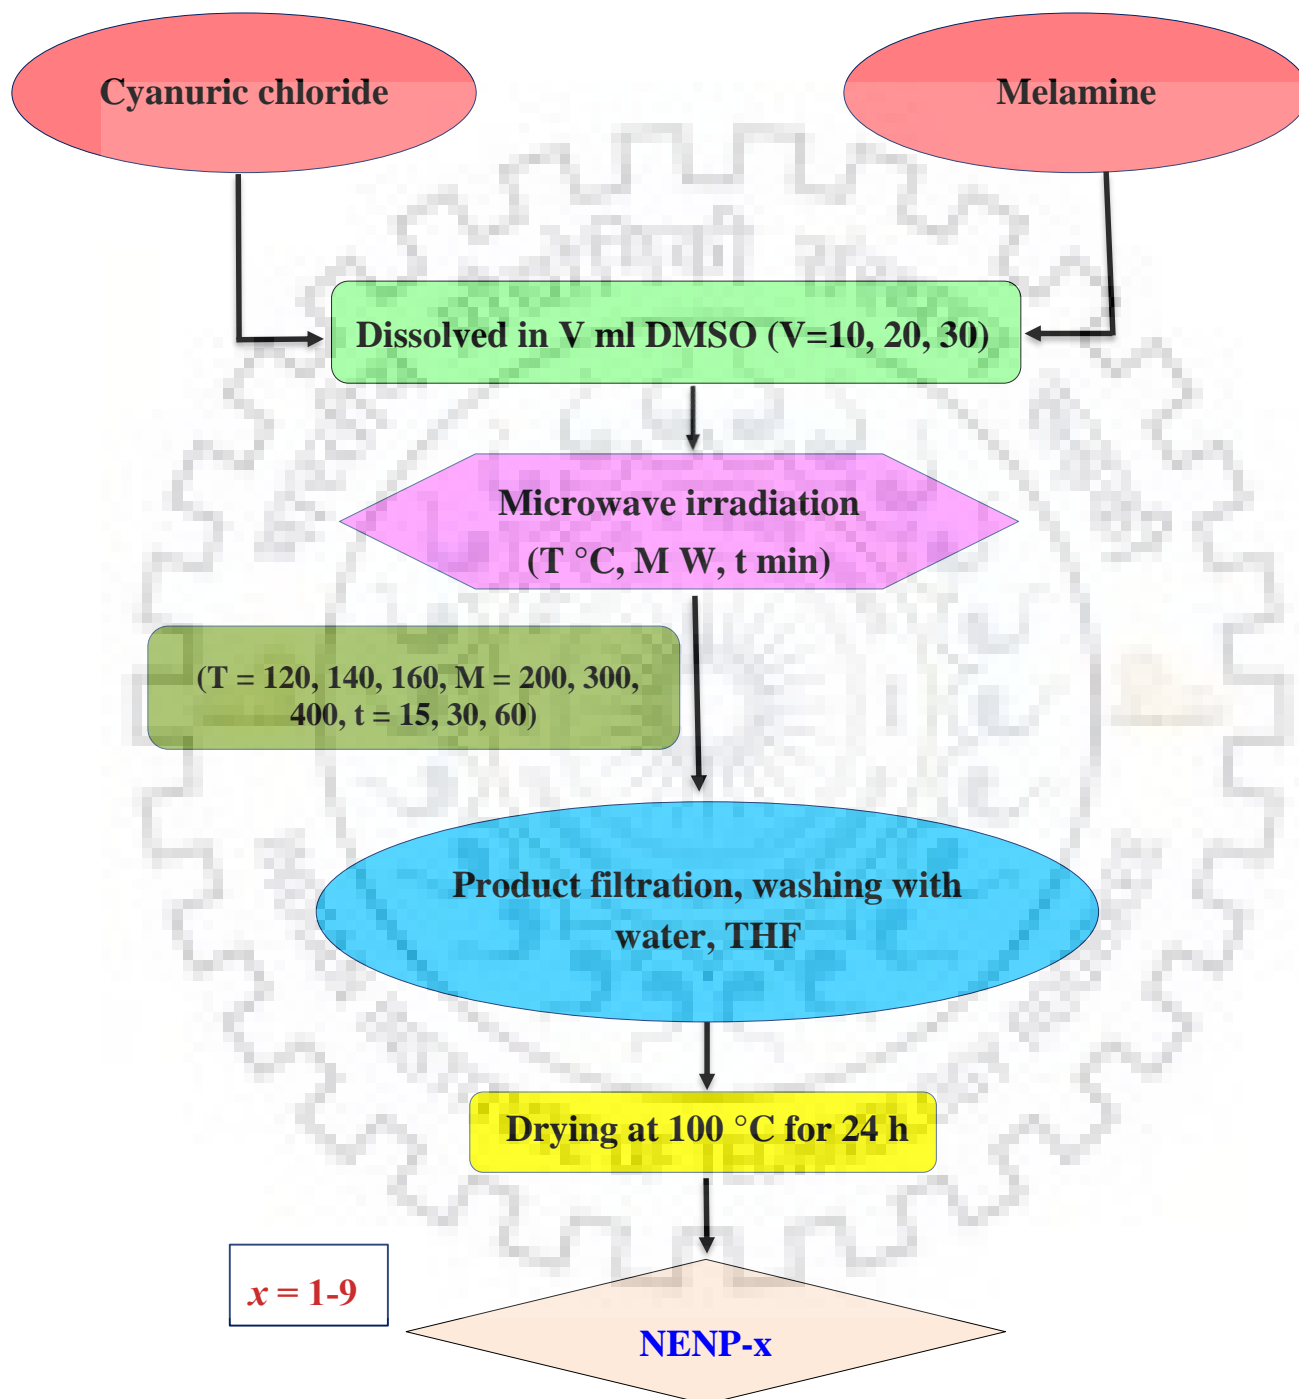 Cyanuric chloride
Melamine
Dissolved in V ml DMSO (V=10, 20, 30)
Microwave irradiation
(T °C, M W, t min)
(T = 120, 140, 160, M = 200, 300,
400, t = 15, 30, 60)
Product filtration, washing with
water, THF
Drying at 100 °C for 24 h
x = 1-9
NENP-x